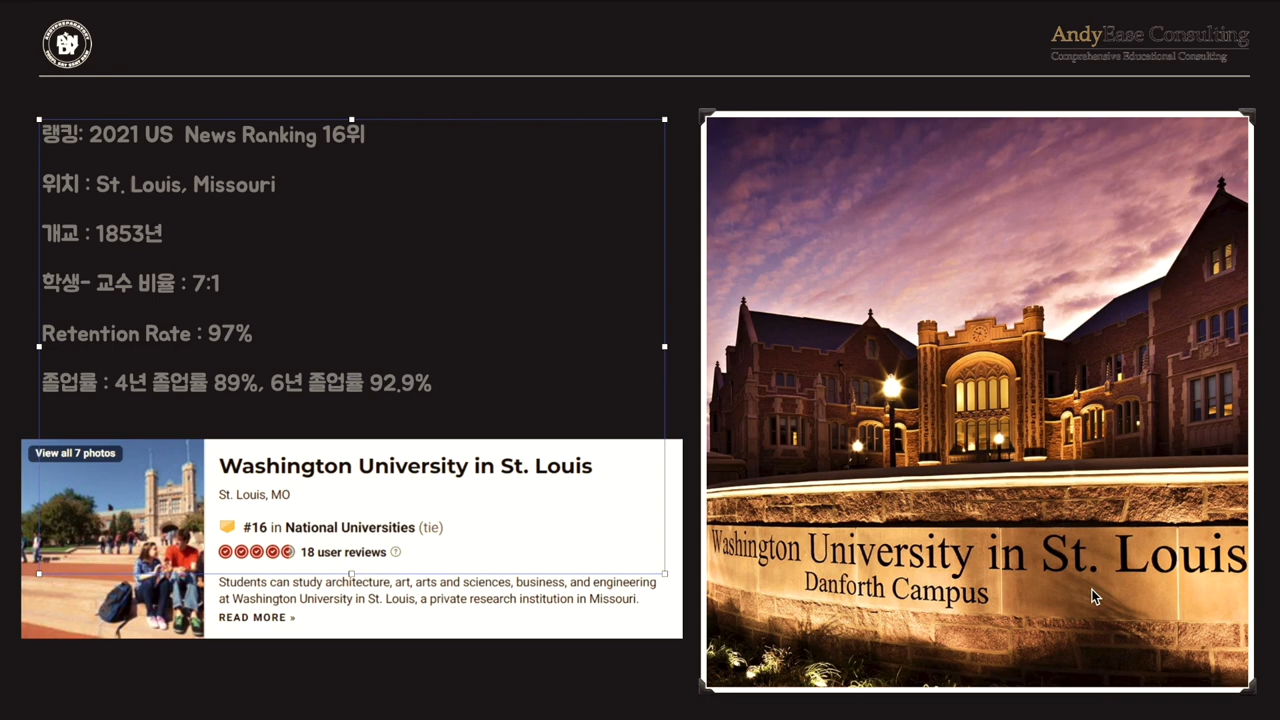 AndyEase Consulting
Comprehensive Educational Consulting
랭킹: 2021 US News Ranking 16위
위치 : St. Louis, Missouri
개교 : 1853년
학생- 교수 비율 : 7:1
Retention Rate : 97%
졸업률 : 4년 졸업률 89%, 6년 졸업률 92.9%
View all 7 photos
Washington University in St. Louis
St. Louis, MO
#16 in National Universities (tie)
18 user reviews ?
Students can study architecture, art, arts and sciences, business, and engineering
at Washington University in St. Louis, a private research institution in Missouri.
READ MORE »
Washington University in St. Louis
Danforth Campus